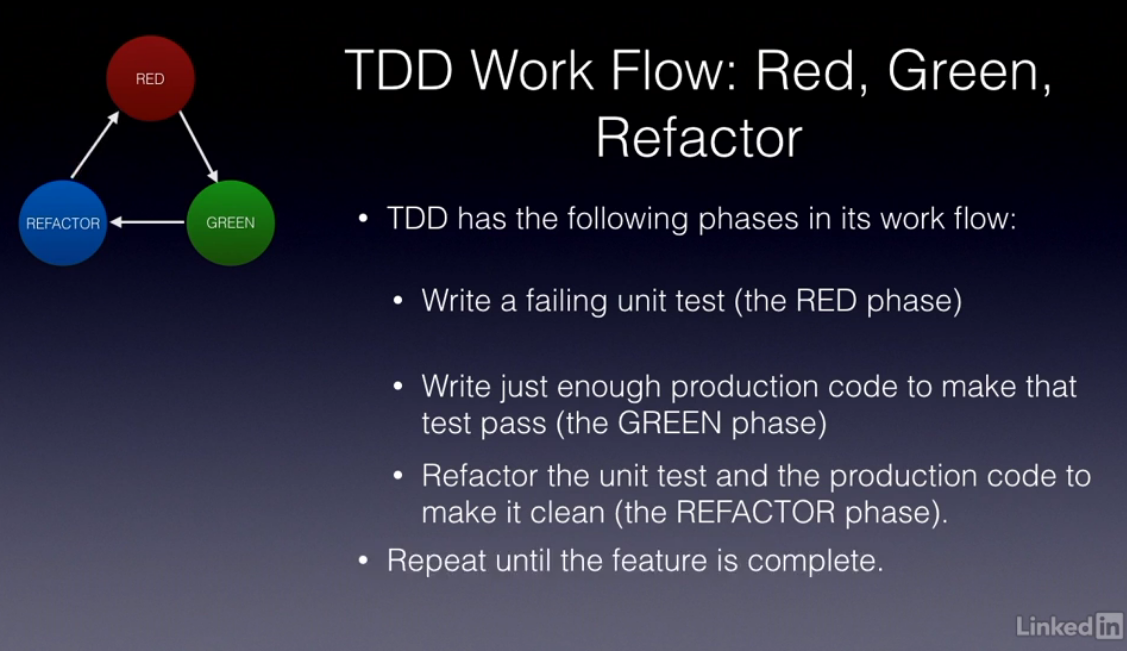 RED
REFACTOR
GREEN
TDD Work Flow: Red, Green,
Refactor
• TDD has the following phases in its work flow:
• Write a failing unit test (the RED phase)
• Write just enough production code to make that
test pass (the GREEN phase)
• Refactor the unit test and the production code to
make it clean (the REFACTOR phase).
• Repeat until the feature is complete.
Linked in